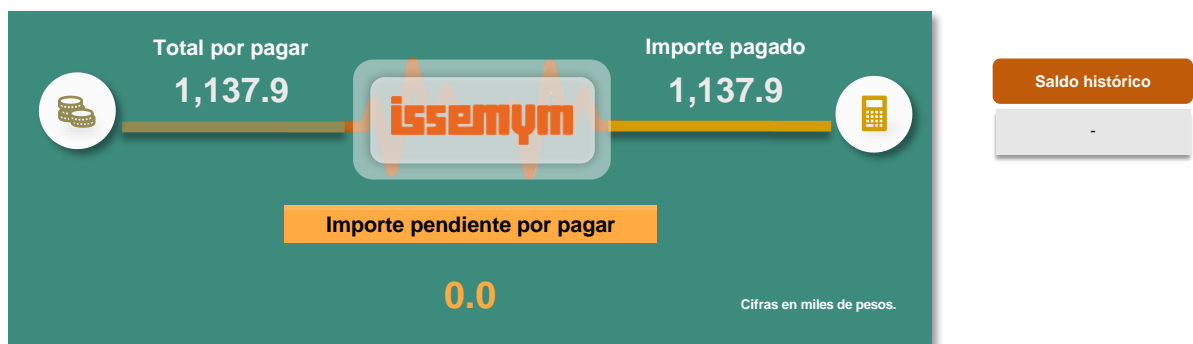 Total por pagar
1,137.9
issemym
Importe pagado
1,137.9
Importe pendiente por pagar
0.0
Cifras en miles de pesos.
Saldo histórico
-